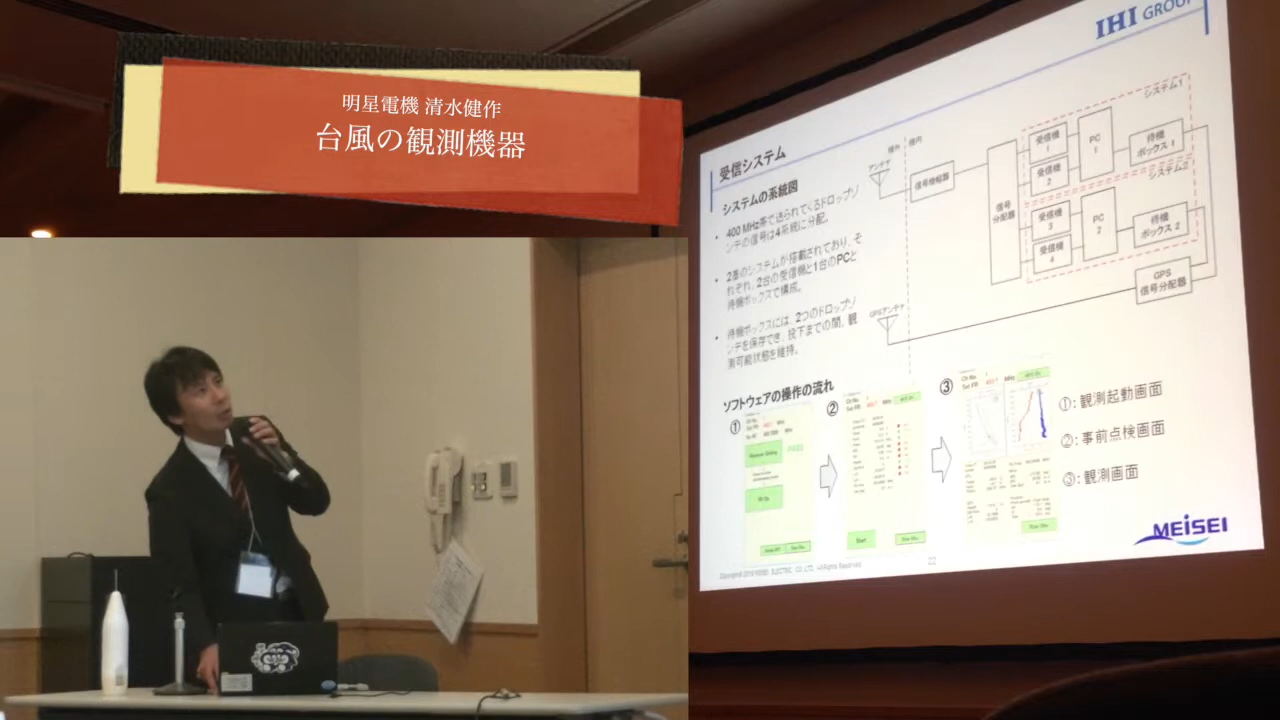 明星電機 清水健作
台風の観測機器
IHI GROUP
受信システム
システムの系統図
・ 400 MHz帯で送られてくるドロップゾ
ンデの信号は4系統に分配。
・ 2番のシステムが搭載されており、そ
れぞれ、2台の受信機と1台のPCと
待機ボックスで構成。
・ 待機ボックスには、2つのドロップゾ
ンデを保存でき、投下までの間、観
測可能状態を維持。
機外 機内
アンテナ
信号増幅器
信号
分配器
システム1
受信機
1
受信機
2
PC
1
待機
ボックス 1
システム2
受信機
3
受信機
4
PC
2
待機
ボックス 2
GPS
信号分配器
GPSアンテナ
ソフトウェアの操作の流れ
①
②
③
PASS
Start
①:観測起動画面
②:事前点検画面
③:観測画面
MEISEI
22